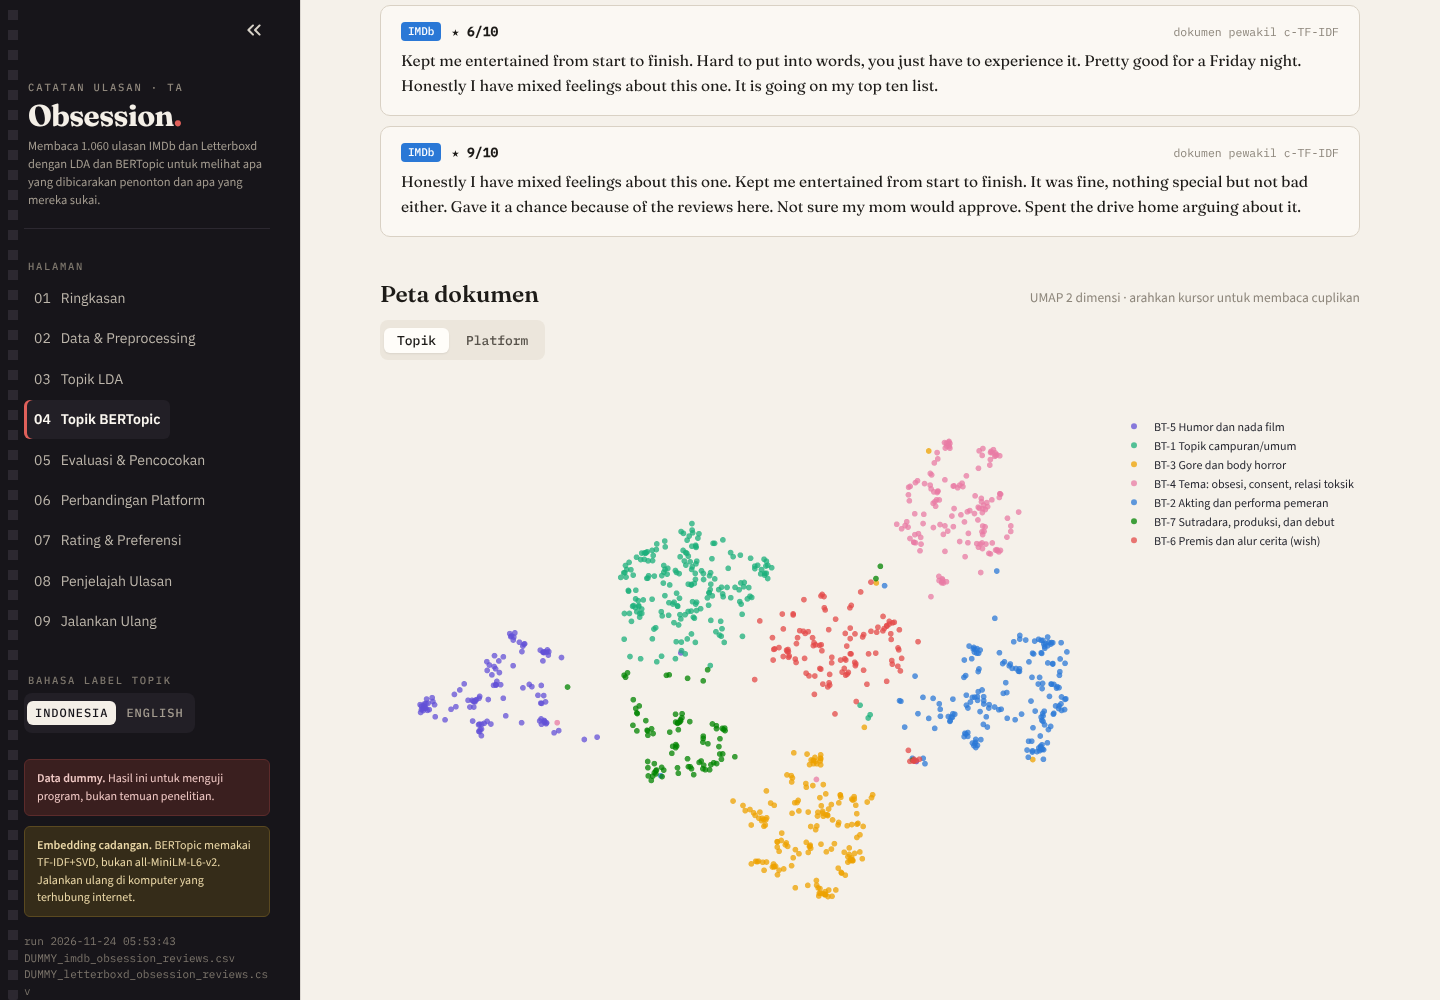 CATATAN ULASAN · TA
Obsession.
Membaca 1.060 ulasan IMDb dan Letterboxd
dengan LDA dan BERTopic untuk melihat apa
yang dibicarakan penonton dan apa yang
mereka sukai.
HALAMAN
01 Ringkasan
02 Data & Preprocessing
03 Topik LDA
04 Topik BERTopic
05 Evaluasi & Pencocokan
06 Perbandingan Platform
07 Rating & Preferensi
08 Penjelajah Ulasan
09 Jalankan Ulang
BAHASA LABEL TOPIK
INDONESIA ENGLISH
Data dummy. Hasil ini untuk menguji
program, bukan temuan penelitian.
Embedding cadangan. BERTopic memakai
TF-IDF+SVD, bukan all-MiniLM-L6-v2.
Jalankan ulang di komputer yang
terhubung internet.
run 2026-11-24 05:53:43
DUMMY_imdb_obsession_reviews.csv
DUMMY_letterboxd_obsession_reviews.cs
v
IMDb ★ 6/10 dokumen pewakil c-TF-IDF
Kept me entertained from start to finish. Hard to put into words, you just have to experience it. Pretty good for a Friday night.
Honestly I have mixed feelings about this one. It is going on my top ten list.
IMDb ★ 9/10 dokumen pewakil c-TF-IDF
Honestly I have mixed feelings about this one. Kept me entertained from start to finish. It was fine, nothing special but not bad
either. Gave it a chance because of the reviews here. Not sure my mom would approve. Spent the drive home arguing about it.
Peta dokumen
UMAP 2 dimensi · arahkan kursor untuk membaca cuplikan
Topik Platform
BT-5 Humor dan nada film
BT-1 Topik campuran/umum
BT-3 Gore dan body horror
BT-4 Tema: obsesi, consent, relasi toksik
BT-2 Akting dan performa pemeran
BT-7 Sutradara, produksi, dan debut
BT-6 Premis dan alur cerita (wish)